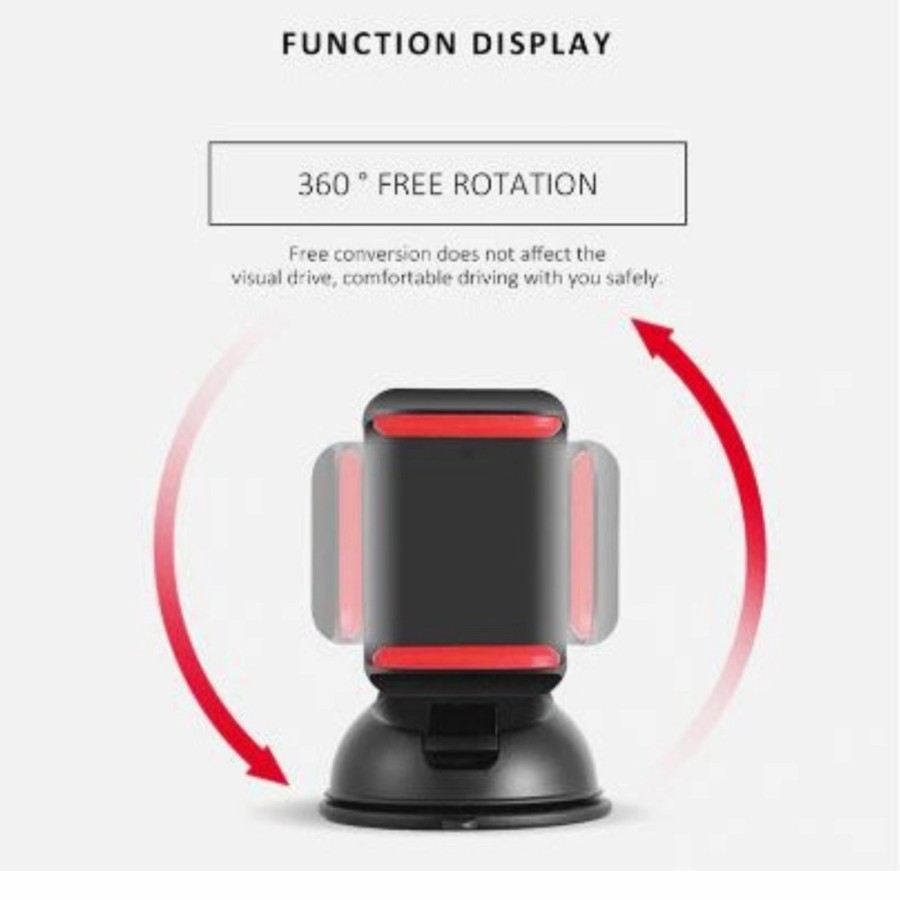 FUNCTION DISPLAY
360 ° FREE ROTATION
Free conversion does not affect the
visual drive, comfortable driving with you safely.